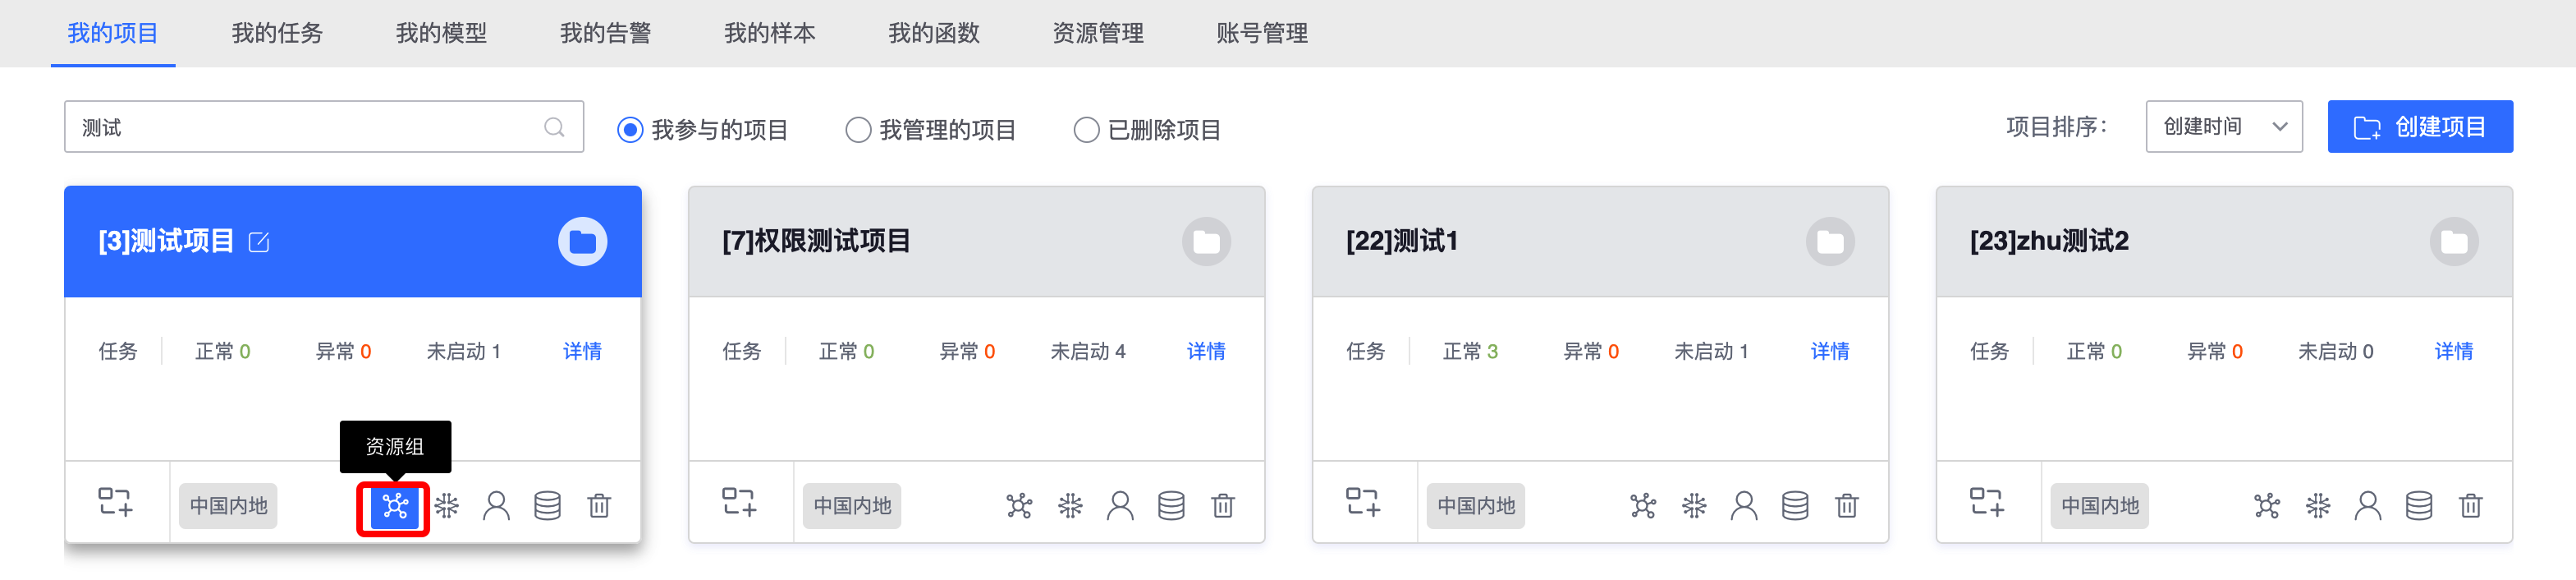 我的项目 我的任务 我的模型 我的告警 我的样本 我的函数 资源管理 账号管理
测试 我参与的项目 我管理的项目 已删除项目 项目排序： 创建时间 创建项目
[3]测试项目 [7]权限测试项目 [22]测试1 [23]zhu测试2
任务 正常 0 异常 0 未启动 1 详情 任务 正常 0 异常 0 未启动 4 详情 任务 正常 3 异常 0 未启动 1 详情 任务 正常 0 异常 0 未启动 0 详情
资源组
中国内地 中国内地 中国内地 中国内地